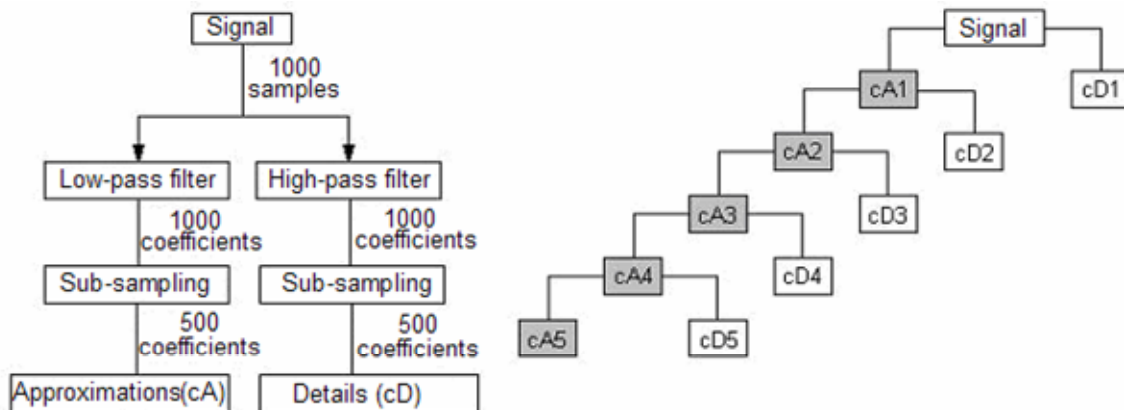 Signal
1000
samples
Low-pass filter
High-pass filter
1000
coefficients
1000
coefficients
Sub-sampling
Sub-sampling
500
coefficients
500
coefficients
Approximations(cA)
Details (cD)
Signal
cA1
cD1
cA2
cD2
cA3
cD3
cA4
cD4
cA5
cD5